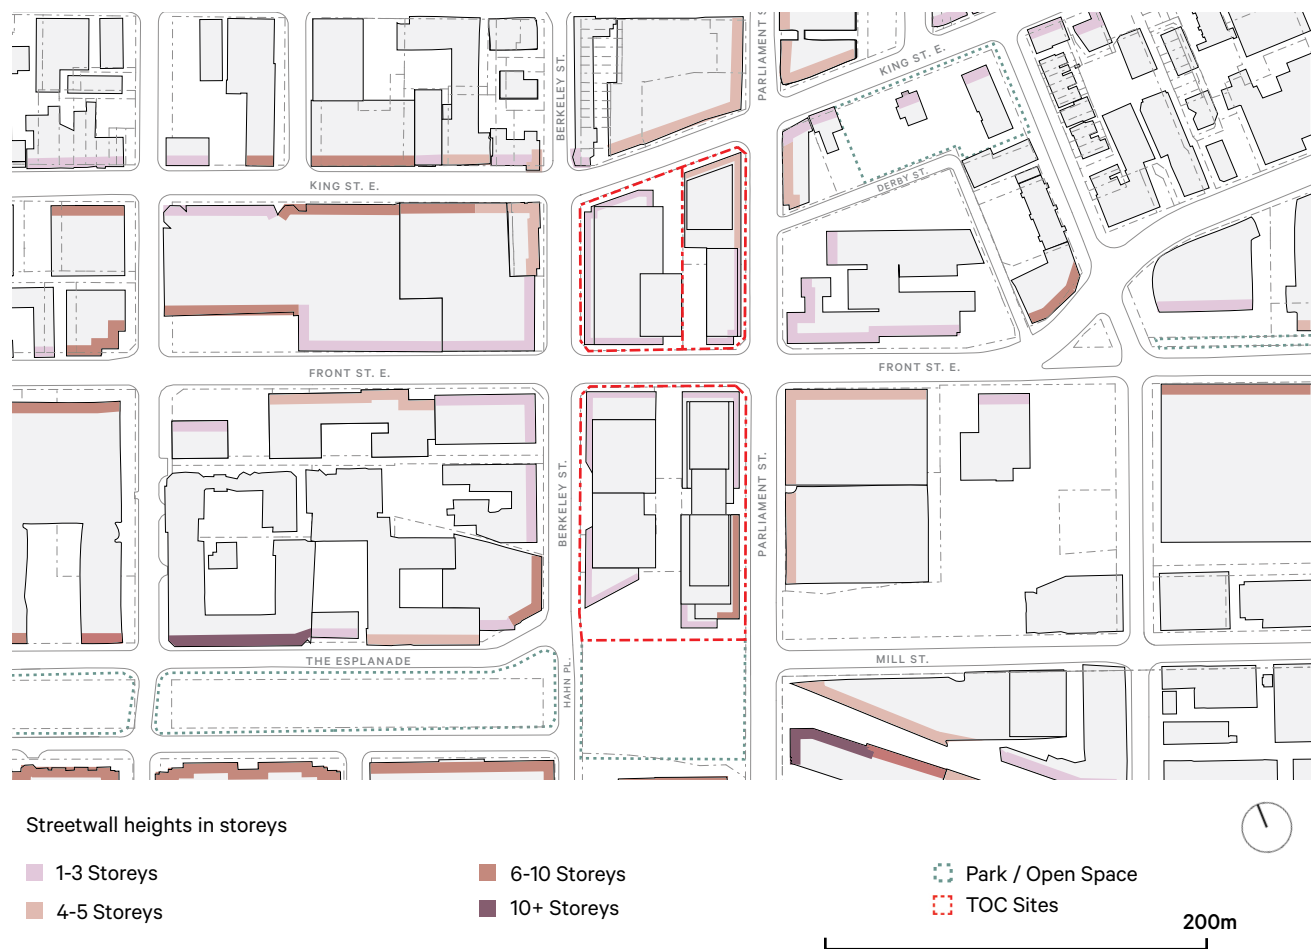 KING ST. E.
PARLIAMENT S
BERKELEY ST.
DERBY ST.
KING ST. E.
FRONT ST. E.
FRONT ST. E.
BERKELEY ST.
PARLIAMENT ST.
THE ESPLANADE
HAHN PL.
MILL ST.
Streetwall heights in storeys
1-3 Storeys
4-5 Storeys
6-10 Storeys
10+ Storeys
Park / Open Space
TOC Sites
200m